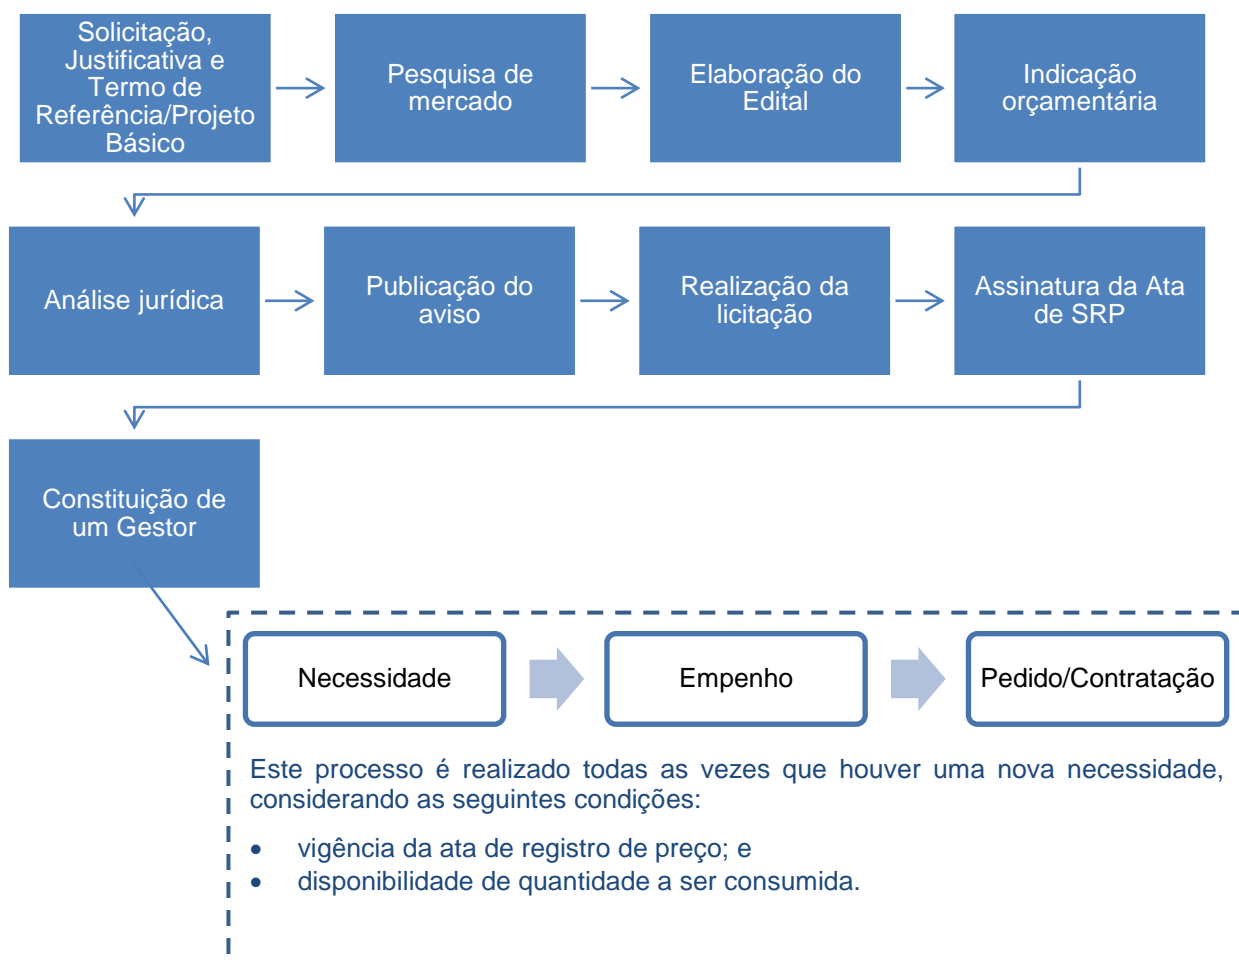 Solicitação,
Justificativa e
Termo de
Referência/Projeto
Básico
Pesquisa de
mercado
Elaboração do
Edital
Indicação
orçamentária
Análise jurídica
Publicação do
aviso
Realização da
licitação
Assinatura da Ata
de SRP
Constituição de
um Gestor
Necessidade
Empenho
Pedido/Contratação
Este processo é realizado todas as vezes que houver uma nova necessidade,
considerando as seguintes condições:
• vigência da ata de registro de preço; e
• disponibilidade de quantidade a ser consumida.